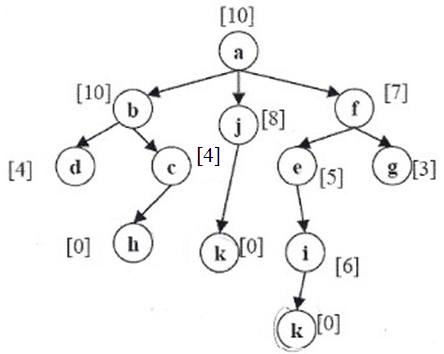 [10]
a
[10] b
j [8]
f [7]
[4] d
c [4]
e [5]
g [3]
[0] h
k [0]
i [6]
k [0]